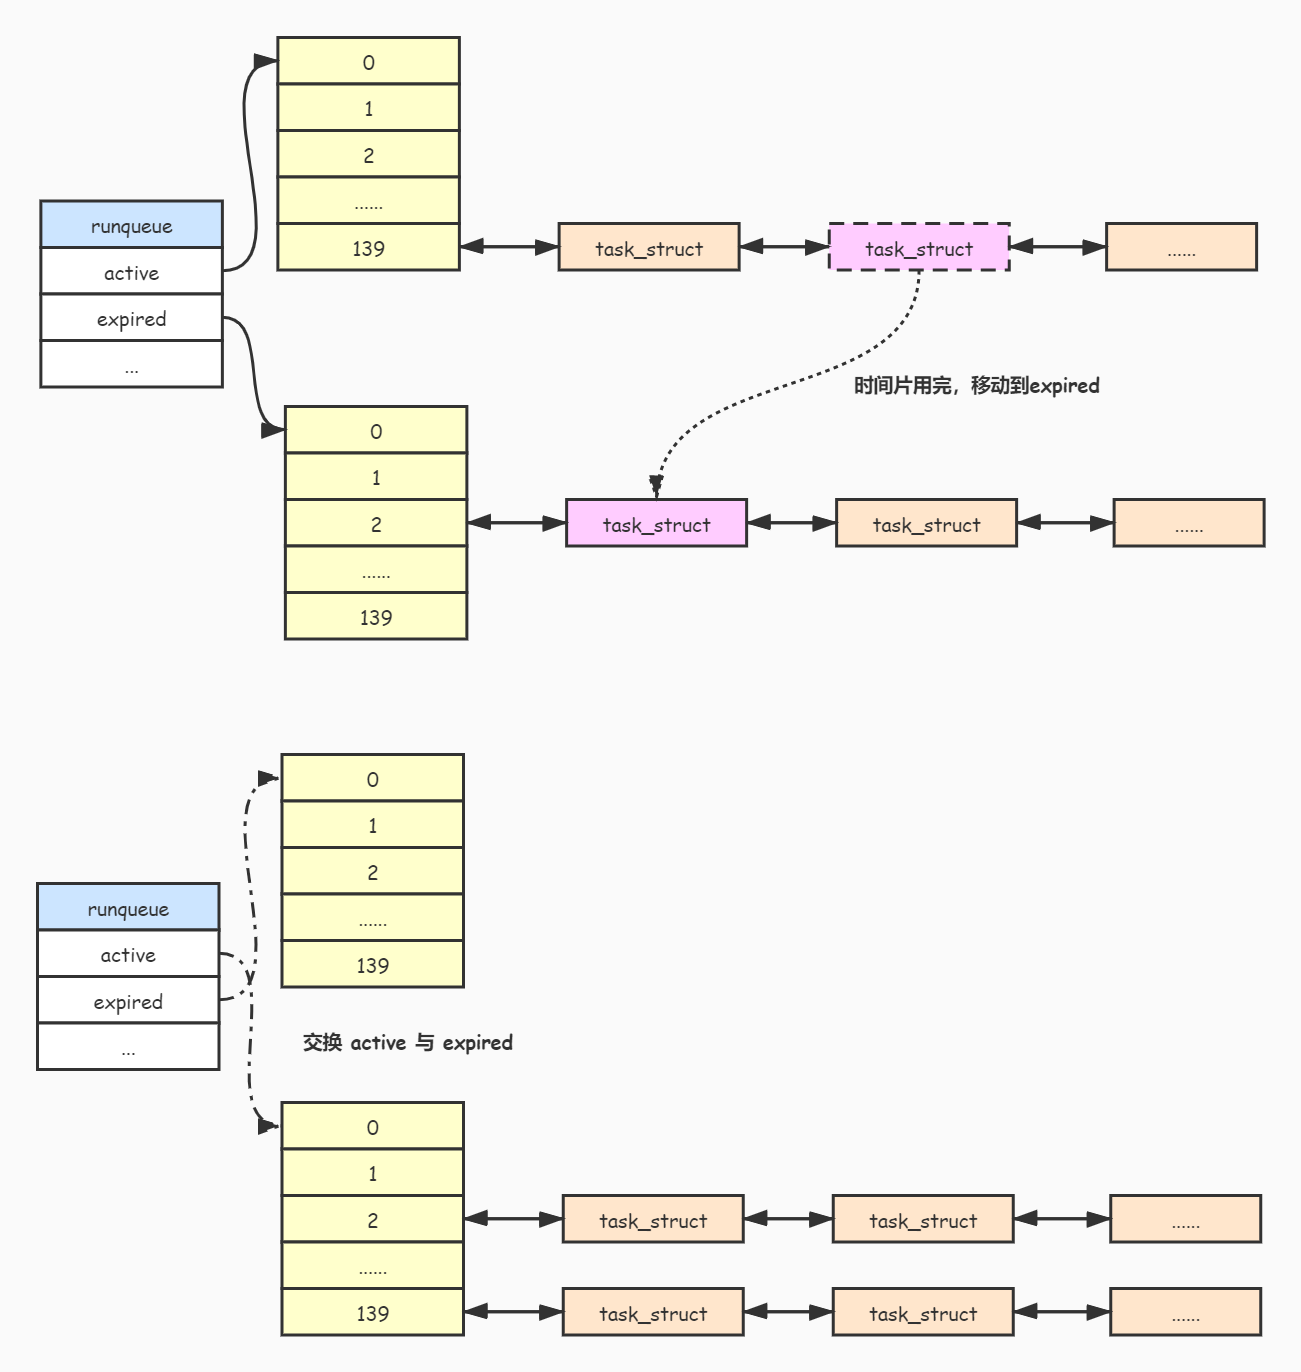 0
1
2
......
139
task_struct
task_struct
......
runqueue
active
expired
...
时间片用完，移动到expired
0
1
2
......
139
task_struct
task_struct
......
0
1
2
......
139
runqueue
active
expired
...
交换 active 与 expired
0
1
2
......
139
task_struct
task_struct
......
task_struct
task_struct
......